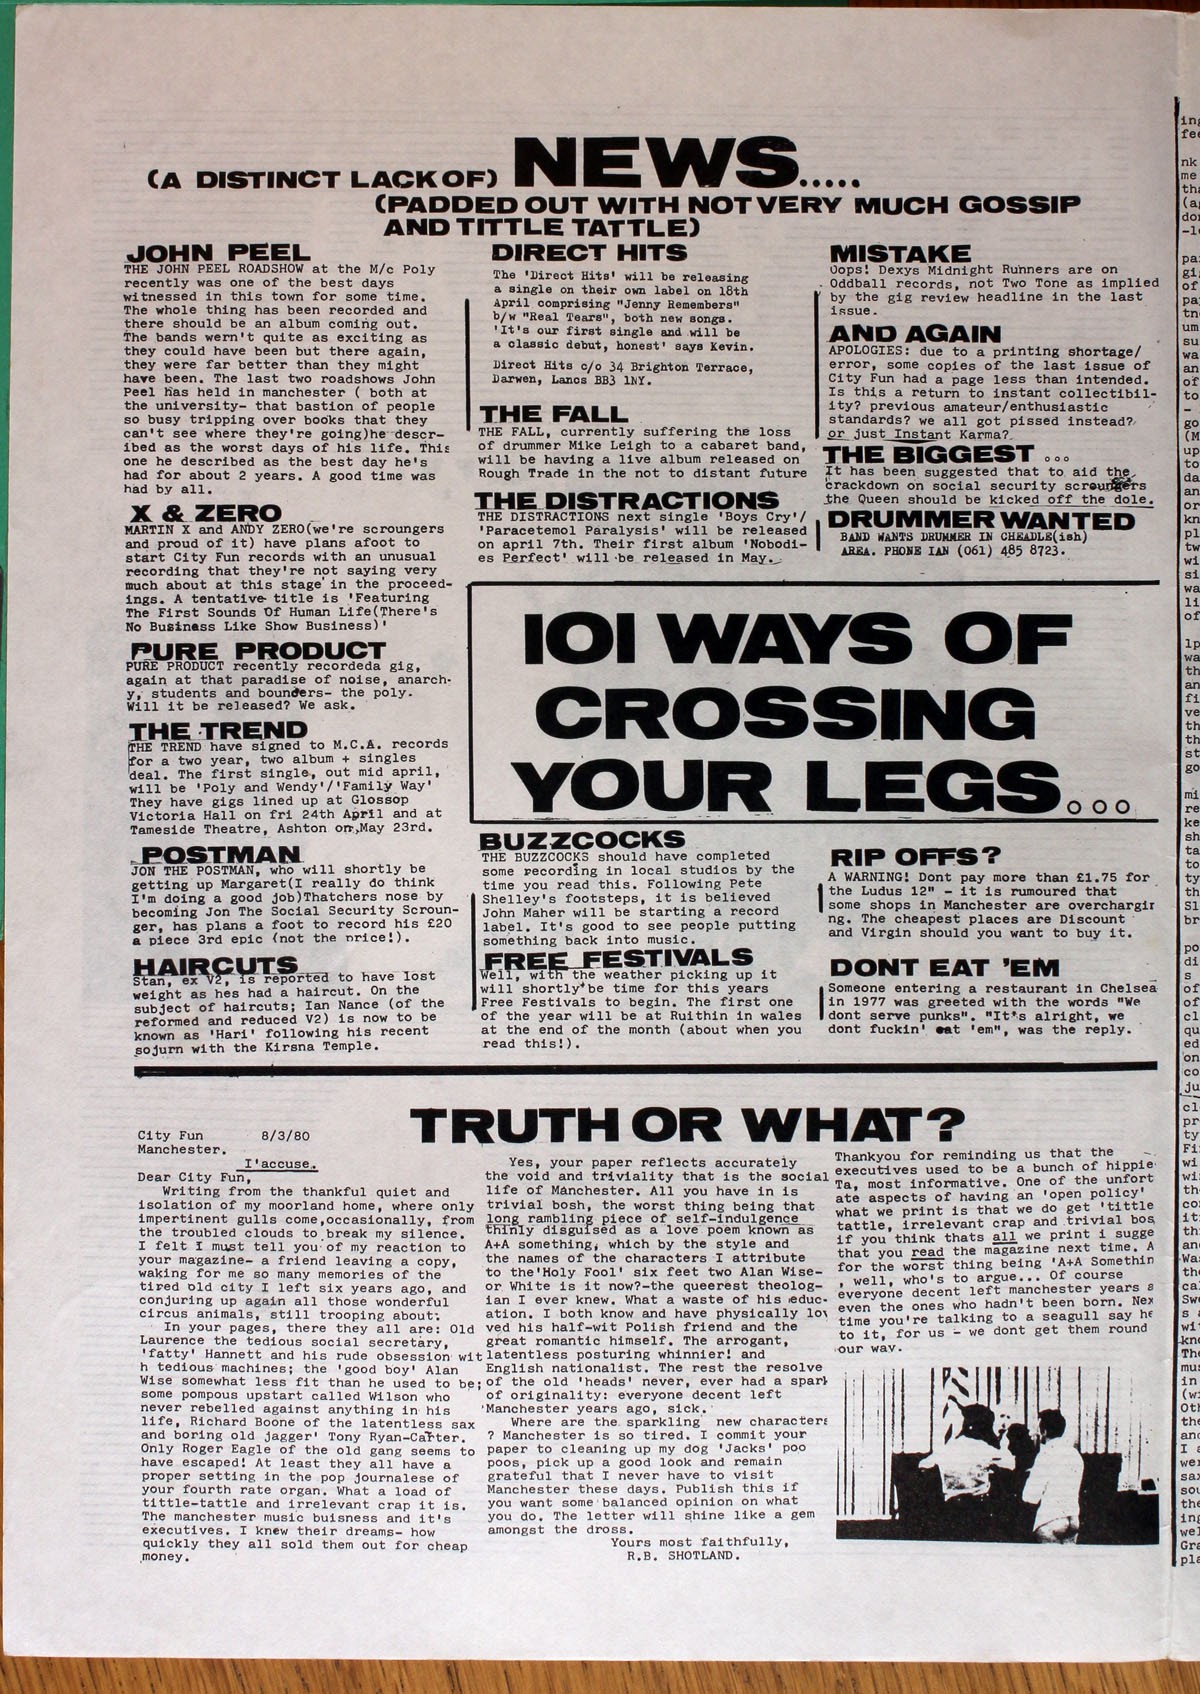 (A DISTINCT LACK OF) NEWS.....
(PADDED OUT WITH NOT VERY MUCH GOSSIP
AND TITTLE TATTLE)
JOHN PEEL
THE JOHN PEEL ROADSHOW at the M/c Poly
recently was one of the best days
witnessed in this town for some time.
The whole thing has been recorded and
there should be an album coming out.
The bands wern't quite as exciting as
they could have been but there again,
they were far better than they might
have been. The last two roadshows John
Peel has held in manchester ( both at
the university- that bastion of people
so busy tripping over books that they
can't see where they're going)he descr-
ibed as the worst days of his life. This
one he described as the best day he's
had for about 2 years. A good time was
had by all.
X & ZERO
MARTIN X and ANDY ZERO(we're scroungers
and proud of it) have plans afoot to
start City Fun records with an unusual
recording that they're not saying very
much about at this stage in the proceed-
ings. A tentative title is 'Featuring
The First Sounds Of Human Life(There's
No Business Like Show Business)'
PURE PRODUCT
PURE PRODUCT recently recordeda gig,
again at that paradise of noise, anarch-
y, students and bounders- the poly.
Will it be released? We ask.
THE TREND
THE TREND have signed to M.C.A. records
for a two year, two album + singles
deal. The first single, out mid april,
will be 'Poly and Wendy'/'Family Way'
They have gigs lined up at Glossop
Victoria Hall on fri 24th April and at
Tameside Theatre, Ashton on,May 23rd.
POSTMAN
JON THE POSTMAN, who will shortly be
getting up Margaret(I really do think
I'm doing a good job)Thatchers nose by
becoming Jon The Social Security Scroun-
ger, has plans a foot to record his £20
a piece 3rd epic (not the price!).
HAIRCUTS
Stan, ex V2, is reported to have lost
weight as hes had a haircut. On the
subject of haircuts; Ian Nance (of the
reformed and reduced V2) is now to be
known as 'Hari' following his recent
sojurn with the Kirsna Temple.
DIRECT HITS
The 'Direct Hits' will be releasing
a single on their own label on 18th
April comprising "Jenny Remembers"
b/w "Real Tears", both new songs.
'It's our first single and will be
a classic debut, honest' says Kevin.
Direct Hits c/o 34 Brighton Terrace,
Darwen, Lancs BB3 1NY.
THE FALL
THE FALL, currently suffering the loss
of drummer Mike Leigh to a cabaret band,
will be having a live album released on
Rough Trade in the not to distant future
THE DISTRACTIONS
THE DISTRACTIONS next single 'Boys Cry'/
'Paracetemol Paralysis' will be released
on april 7th. Their first album 'Nobodi-
es Perfect' will be released in May.
MISTAKE
Oops! Dexys Midnight Runners are on
Oddball records, not Two Tone as implied
by the gig review headline in the last
issue.
AND AGAIN
APOLOGIES: due to a printing shortage/
error, some copies of the last issue of
City Fun had a page less than intended.
Is this a return to instant collectibil-
ity? previous amateur/enthusiastic
standards? we all got pissed instead?
or just Instant Karma?
THE BIGGEST ...
It has been suggested that to aid the
crackdown on social security scroungers
the Queen should be kicked off the dole.
DRUMMER WANTED
BAND WANTS DRUMMER IN CHEADLE(ish)
AREA. PHONE IAN (061) 485 8723.
101 WAYS OF
CROSSING
YOUR LEGS...
BUZZCOCKS
THE BUZZCOCKS should have completed
some recording in local studios by the
time you read this. Following Pete
Shelley's footsteps, it is believed
John Maher will be starting a record
label. It's good to see people putting
something back into music.
FREE FESTIVALS
Well, with the weather picking up it
will shortly be time for this years
Free Festivals to begin. The first one
of the year will be at Ruithin in wales
at the end of the month (about when you
read this!).
RIP OFFS?
A WARNING! Dont pay more than £1.75 for
the Ludus 12" - it is rumoured that
some shops in Manchester are overchargir
ng. The cheapest places are Discount
and Virgin should you want to buy it.
DONT EAT 'EM
Someone entering a restaurant in Chelsea
in 1977 was greeted with the words "We
dont serve punks". "It's alright, we
dont fuckin' eat 'em", was the reply.
TRUTH OR WHAT?
City Fun 8/3/80
Manchester.
I'accuse.
Dear City Fun,
Writing from the thankful quiet and
isolation of my moorland home, where only
impertinent gulls come,occasionally, from
the troubled clouds to break my silence.
I felt I must tell you of my reaction to
your magazine- a friend leaving a copy,
waking for me so many memories of the
tired old city I left six years ago, and
conjuring up again all those wonderful
circus animals, still trooping about.
In your pages, there they all are: Old
Laurence the tedious social secretary,
'fatty' Hannett and his rude obsession wit
h tedious machines; the 'good boy' Alan
Wise somewhat less fit than he used to be;
some pompous upstart called Wilson who
never rebelled against anything in his
life, Richard Boone of the latentless sax
and boring old jagger' Tony Ryan-Carter.
Only Roger Eagle of the old gang seems to
have escaped! At least they all have a
proper setting in the pop journalese of
your fourth rate organ. What a load of
tittle-tattle and irrelevant crap it is.
The manchester music buisness and it's
executives. I knew their dreams- how
quickly they all sold them out for cheap
money.
Yes, your paper reflects accurately
the void and triviality that is the social
life of Manchester. All you have in is
trivial bosh, the worst thing being that
long rambling piece of self-indulgence
thinly disguised as a love poem known as
A+A something, which by the style and
the names of the characters I attribute
to the'Holy Fool' six feet two Alan Wise-
or White is it now?-the queerest theolog-
ian I ever knew. What a waste of his educ-
ation. I both know and have physically lov
ved his half-wit Polish friend and the
great romantic himself. The arrogant,
latentless posturing whinnier! and
English nationalist. The rest the resolve
of the old 'heads' never, ever had a spark
of originality: everyone decent left
Manchester years ago, sick.
Where are the sparkling new characters
? Manchester is so tired. I commit your
paper to cleaning up my dog 'Jacks' poo
poos, pick up a good look and remain
grateful that I never have to visit
Manchester these days. Publish this if
you want some balanced opinion on what
you do. The letter will shine like a gem
amongst the dross.
Yours most faithfully,
R.B. SHOTLAND.
Thankyou for reminding us that the
executives used to be a bunch of hippie
Ta, most informative. One of the unfort
ate aspects of having an 'open policy'
what we print is that we do get 'tittle
tattle, irrelevant crap and trivial bos
if you think thats all we print i sugge
that you read the magazine next time. A
for the worst thing being 'A+A Somethin
, well, who's to argue... Of course
everyone decent left manchester years a
even the ones who hadn't been born. Nex
time you're talking to a seagull say he
to it, for us - we dont get them round
our way.